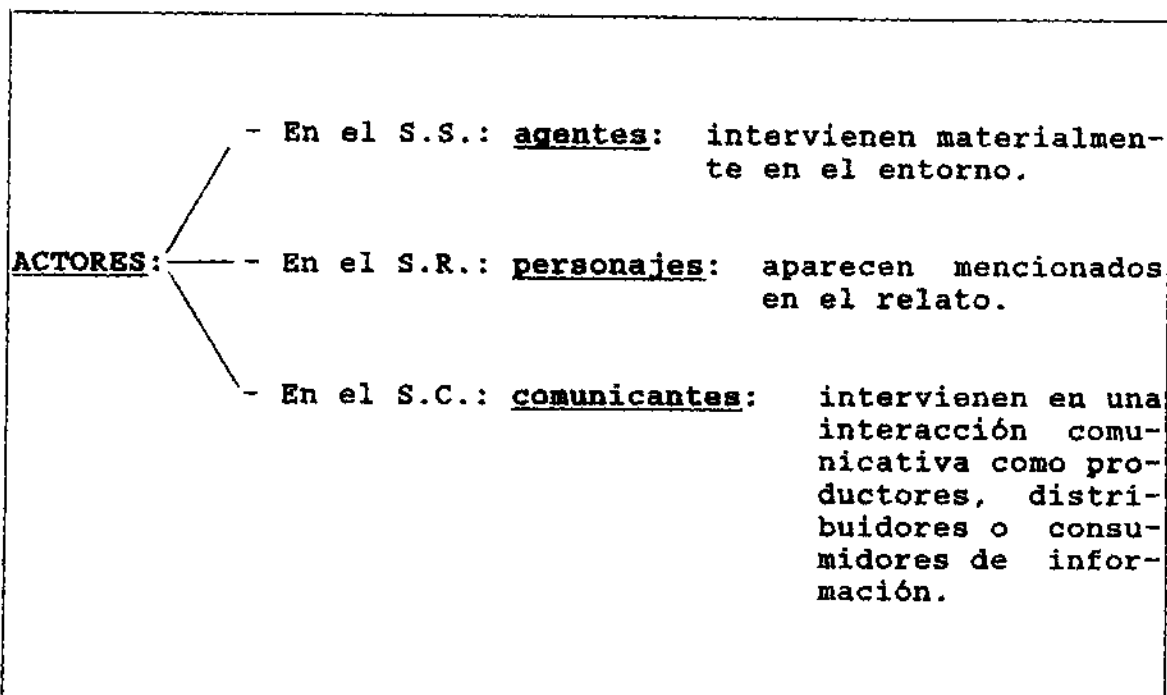 - En el S.S.: agentes: intervienen materialmen-
te en el entorno.
ACTORES: - En el S.R.: personajes: aparecen mencionados
en el relato.
- En el S.C.: comunicantes: intervienen en una
interacción comu-
nicativa como pro-
ductores, distri-
buidores o consu-
midores de infor-
mación.